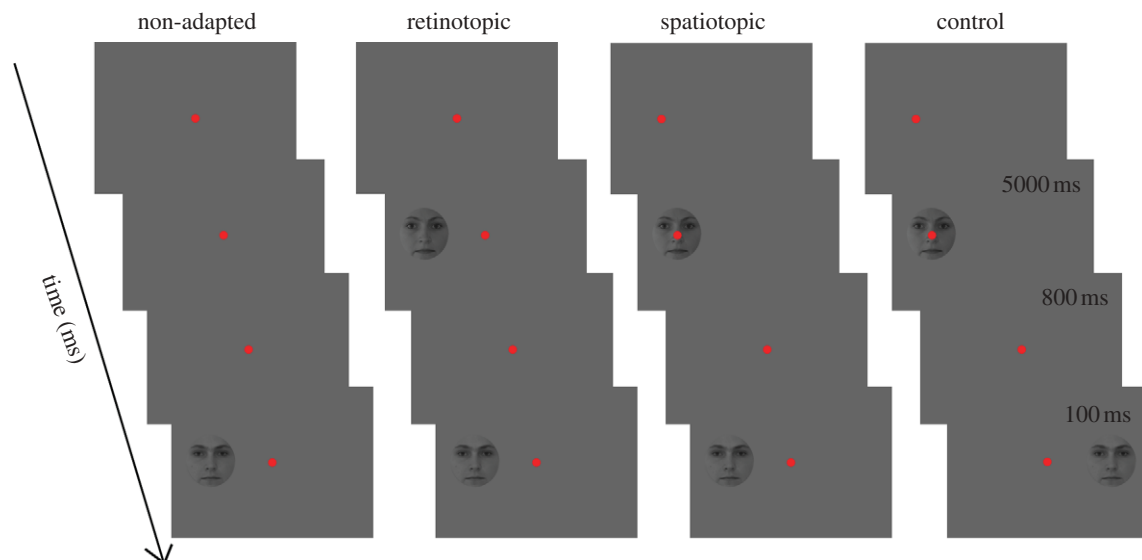 non-adapted
retinotopic
spatiotopic
control
5000 ms
800 ms
100 ms
time (ms)